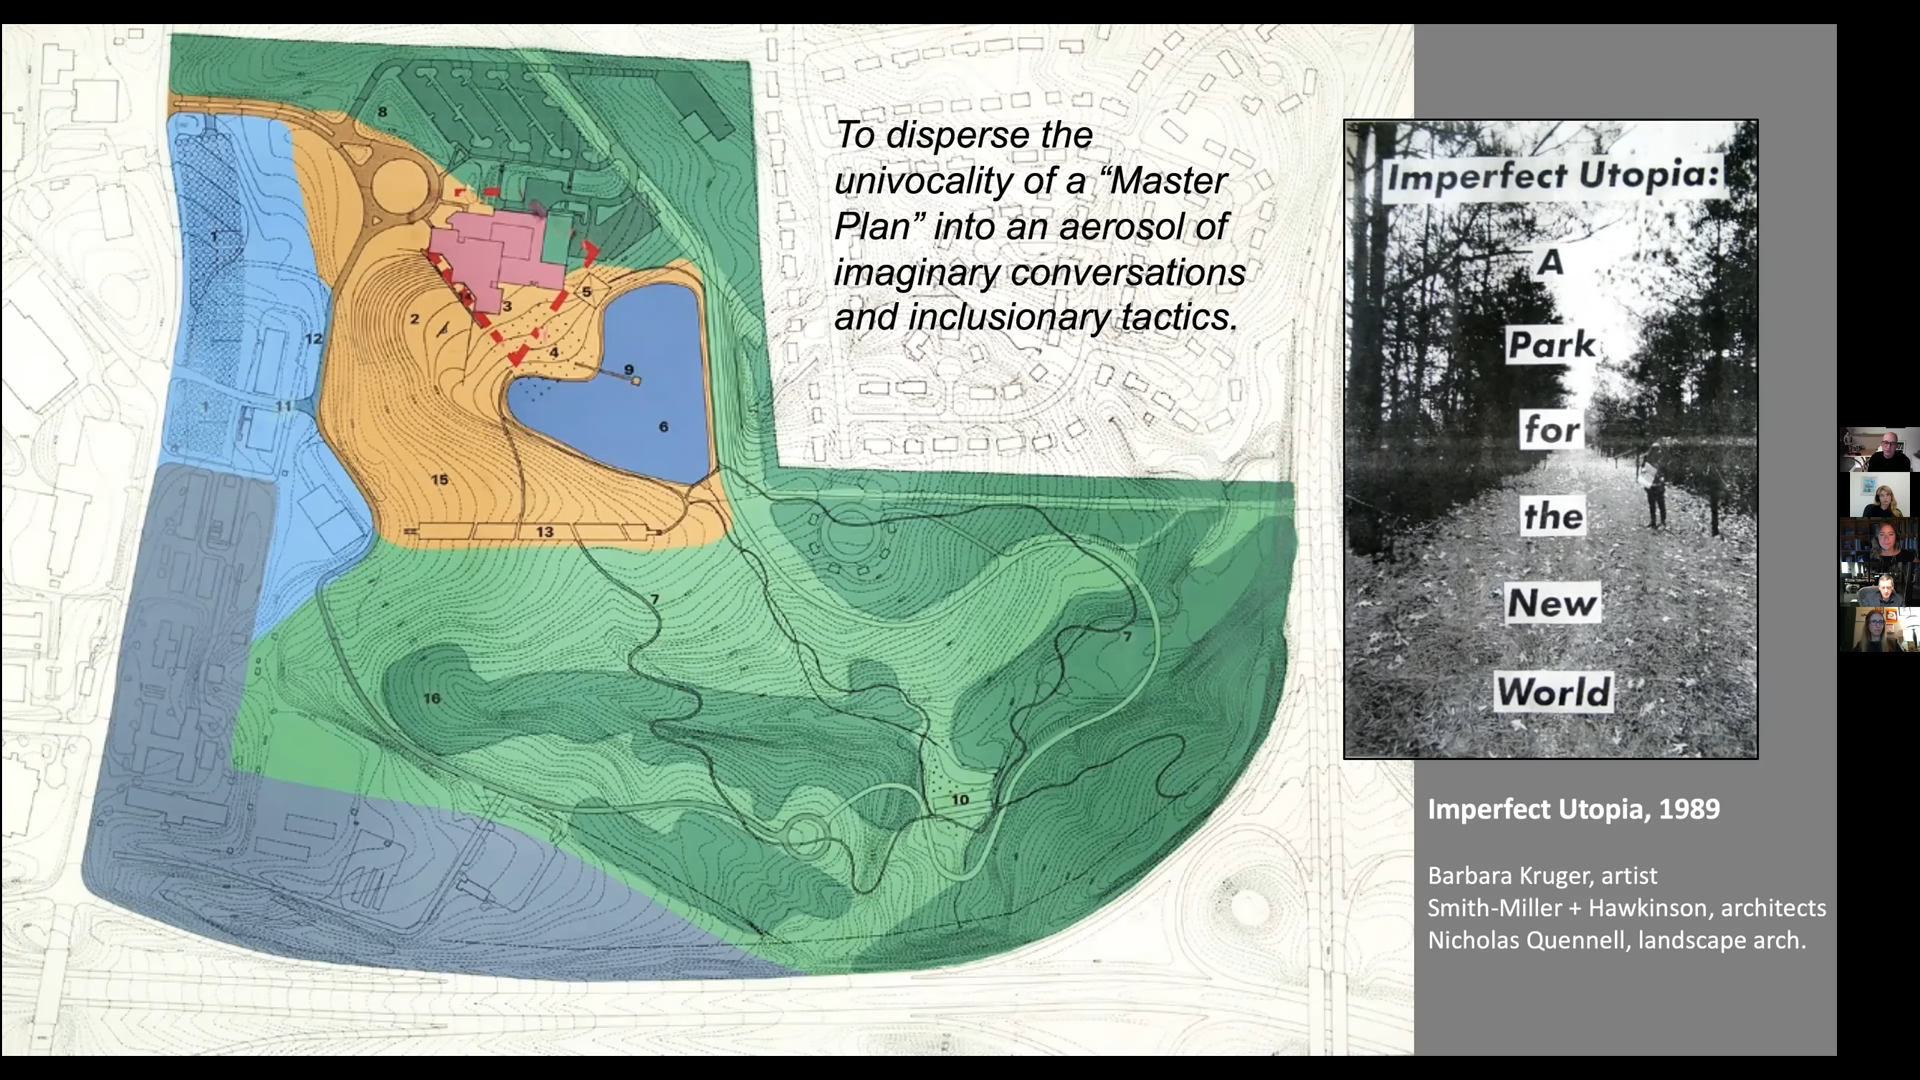 To disperse the
univocality of a “Master
Plan” into an aerosol of
imaginary conversations
and inclusionary tactics.
Imperfect Utopia:
A
Park
for
the
New
World
Imperfect Utopia, 1989
Barbara Kruger, artist
Smith-Miller + Hawkinson, architects
Nicholas Quennell, landscape arch.
8
1
12
2
3
5
4
9
6
1
11
15
13
7
7
16
10